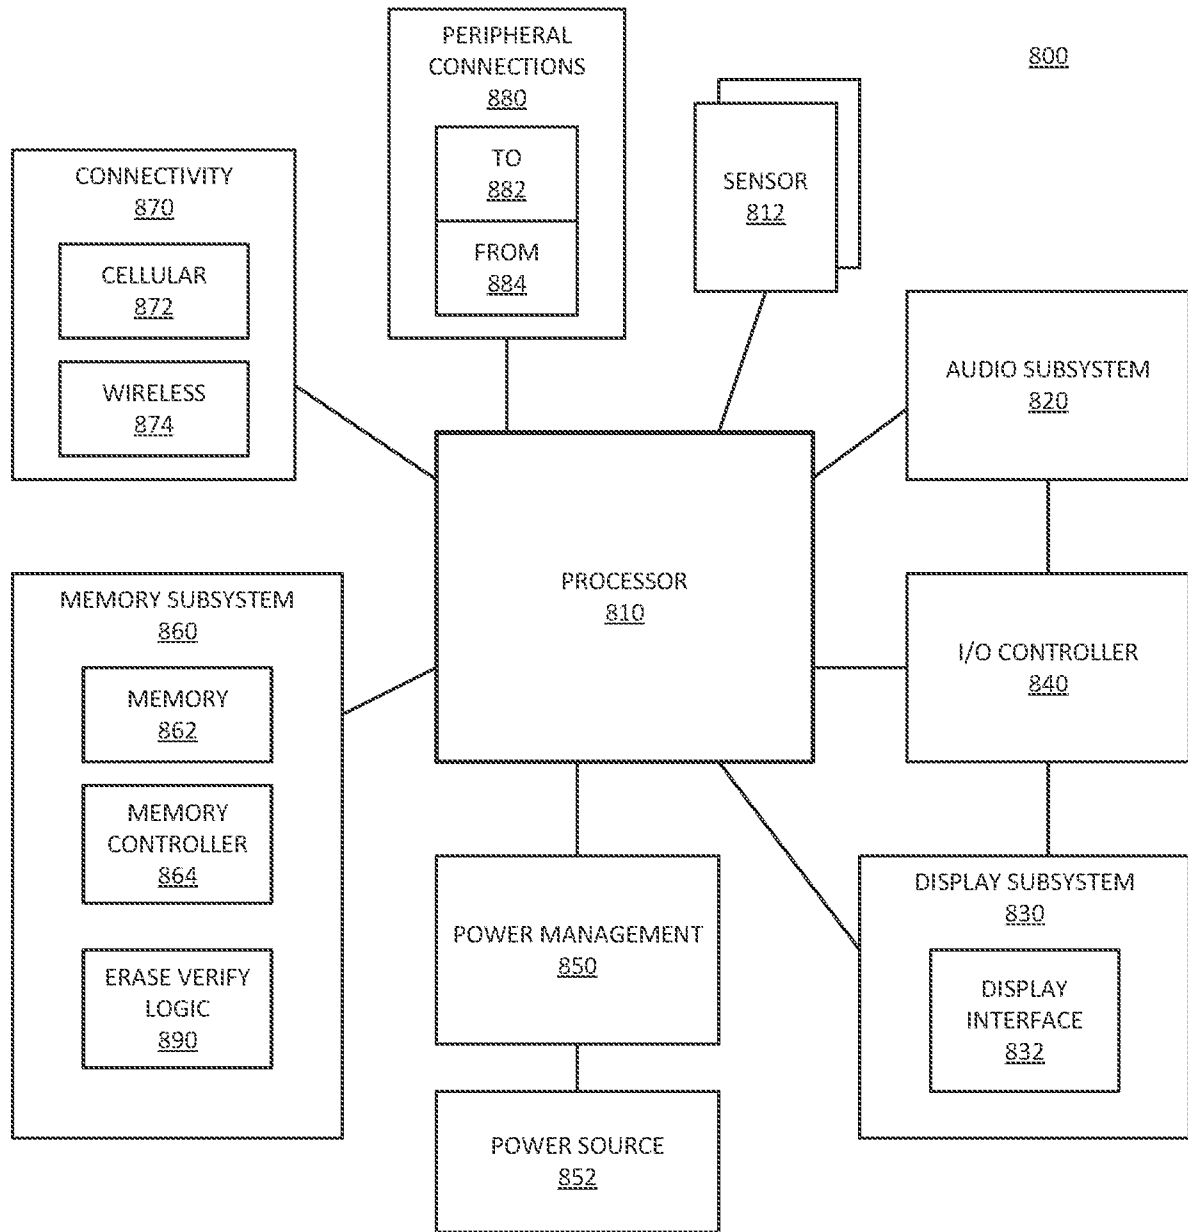 800
PERIPHERAL
CONNECTIONS
880
TO
882
FROM
884
SENSOR
812
CONNECTIVITY
870
CELLULAR
872
WIRELESS
874
AUDIO SUBSYSTEM
820
PROCESSOR
810
MEMORY SUBSYSTEM
860
MEMORY
862
MEMORY
CONTROLLER
864
ERASE VERIFY
LOGIC
890
I/O CONTROLLER
840
POWER MANAGEMENT
850
POWER SOURCE
852
DISPLAY SUBSYSTEM
830
DISPLAY
INTERFACE
832